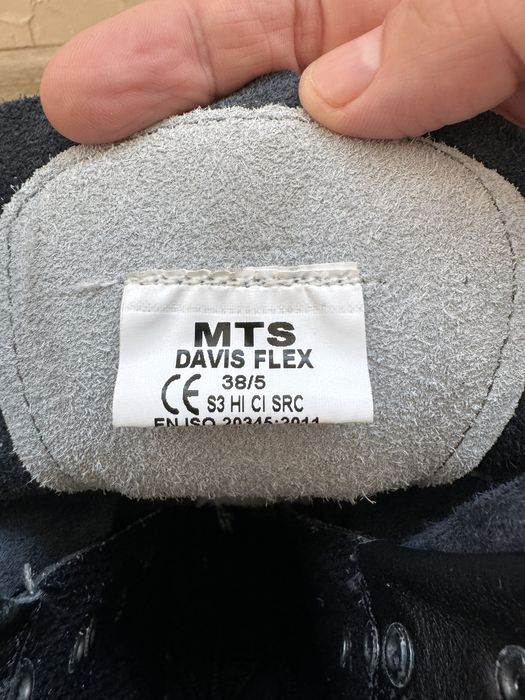 MTS
DAVIS FLEX
38/5
CE S3 HI CI SRC
EN ISO 20345:2011